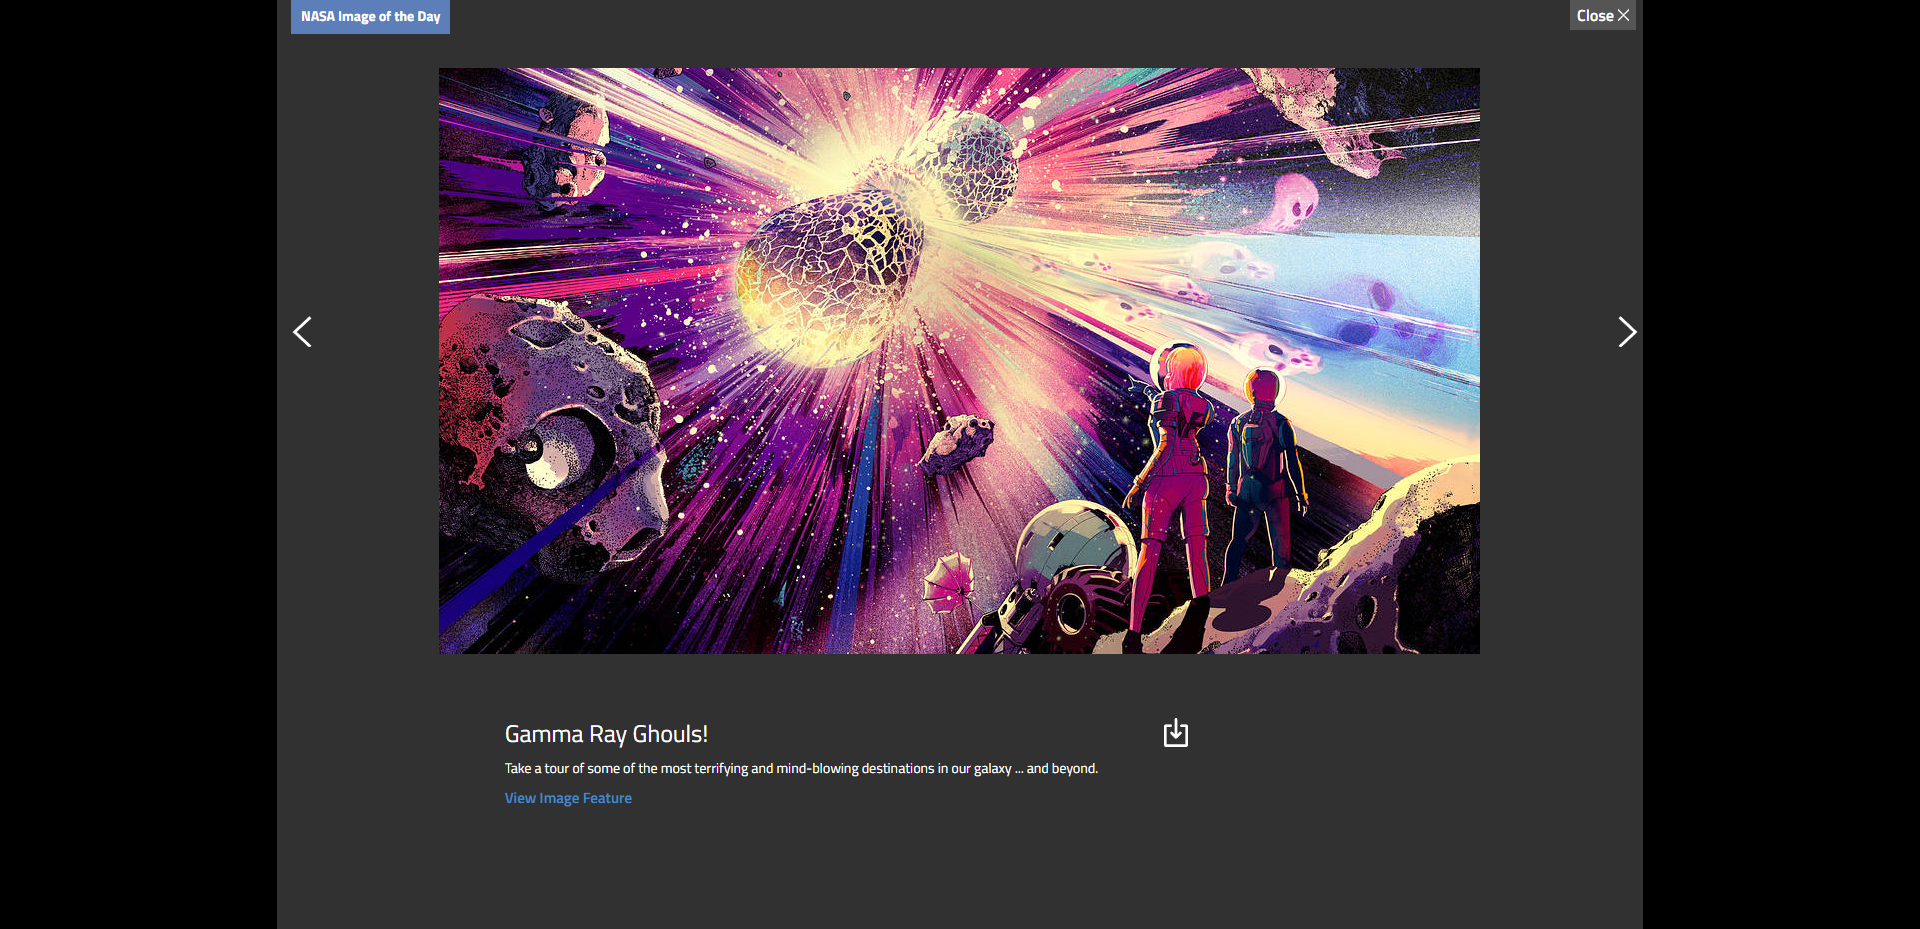 NASA Image of the Day
Close
Gamma Ray Ghouls!
Take a tour of some of the most terrifying and mind-blowing destinations in our galaxy ... and beyond.
View Image Feature